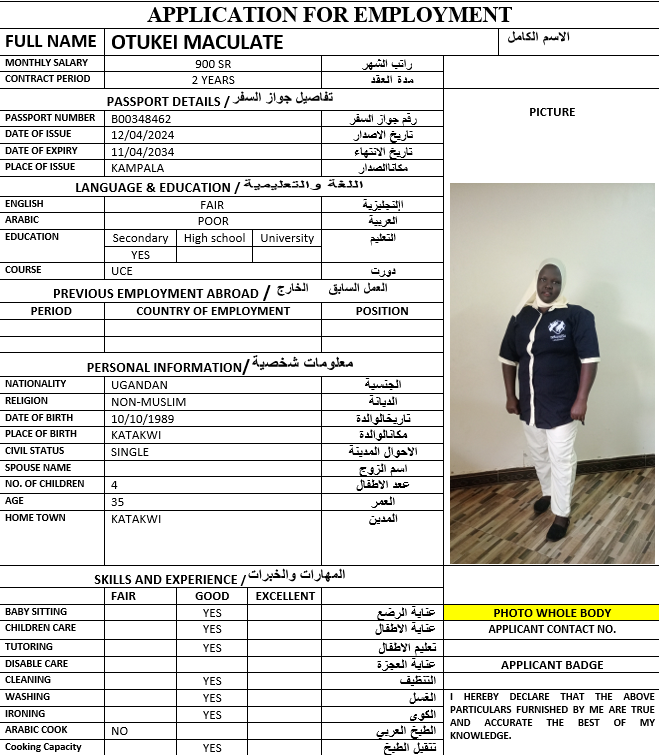 APPLICATION FOR EMPLOYMENT
FULL NAME OTUKEI MACULATE الاسم الكامل
MONTHLY SALARY 900 SR راتب الشهر
CONTRACT PERIOD 2 YEARS مدة العقد
PASSPORT DETAILS / تفاصيل جواز السفر
PICTURE
PASSPORT NUMBER B00348462 رقم جواز السفر
DATE OF ISSUE 12/04/2024 تاريخ الاصدار
DATE OF EXPIRY 11/04/2034 تاريخ الانتهاء
PLACE OF ISSUE KAMPALA مكاناالصدار
LANGUAGE & EDUCATION / اللغة والتعليمية
ENGLISH FAIR اإلنجليزية
ARABIC POOR العربية
EDUCATION Secondary High school University التعليم
YES
COURSE UCE دورت
PREVIOUS EMPLOYMENT ABROAD / العمل السابق الخارج
PERIOD COUNTRY OF EMPLOYMENT POSITION
PERSONAL INFORMATION/ معلومات شخصية
NATIONALITY UGANDAN الجنسية
RELIGION NON-MUSLIM الديانة
DATE OF BIRTH 10/10/1989 تاريخالوالدة
PLACE OF BIRTH KATAKWI مكانالوالدة
CIVIL STATUS SINGLE الاحوال المدينة
SPOUSE NAME اسم الزوج
NO. OF CHILDREN 4 عدد الاطفال
AGE 35 العمر
HOME TOWN KATAKWI المدين
SKILLS AND EXPERIENCE / المهارات والخبرات
FAIR GOOD EXCELLENT
BABY SITTING YES عناية الرضع
PHOTO WHOLE BODY
CHILDREN CARE YES عناية الاطفال
APPLICANT CONTACT NO.
TUTORING YES تعليم الاطفال
DISABLE CARE عناية العجزة
APPLICANT BADGE
CLEANING YES التنظيف
WASHING YES الغسل
IRONING YES الكوى
ARABIC COOK NO الطبخ العربي
Cooking Capacity YES تتقبل الطبخ
I HEREBY DECLARE THAT THE ABOVE
PARTICULARS FURNISHED BY ME ARE TRUE
AND ACCURATE THE BEST OF MY
KNOWLEDGE.